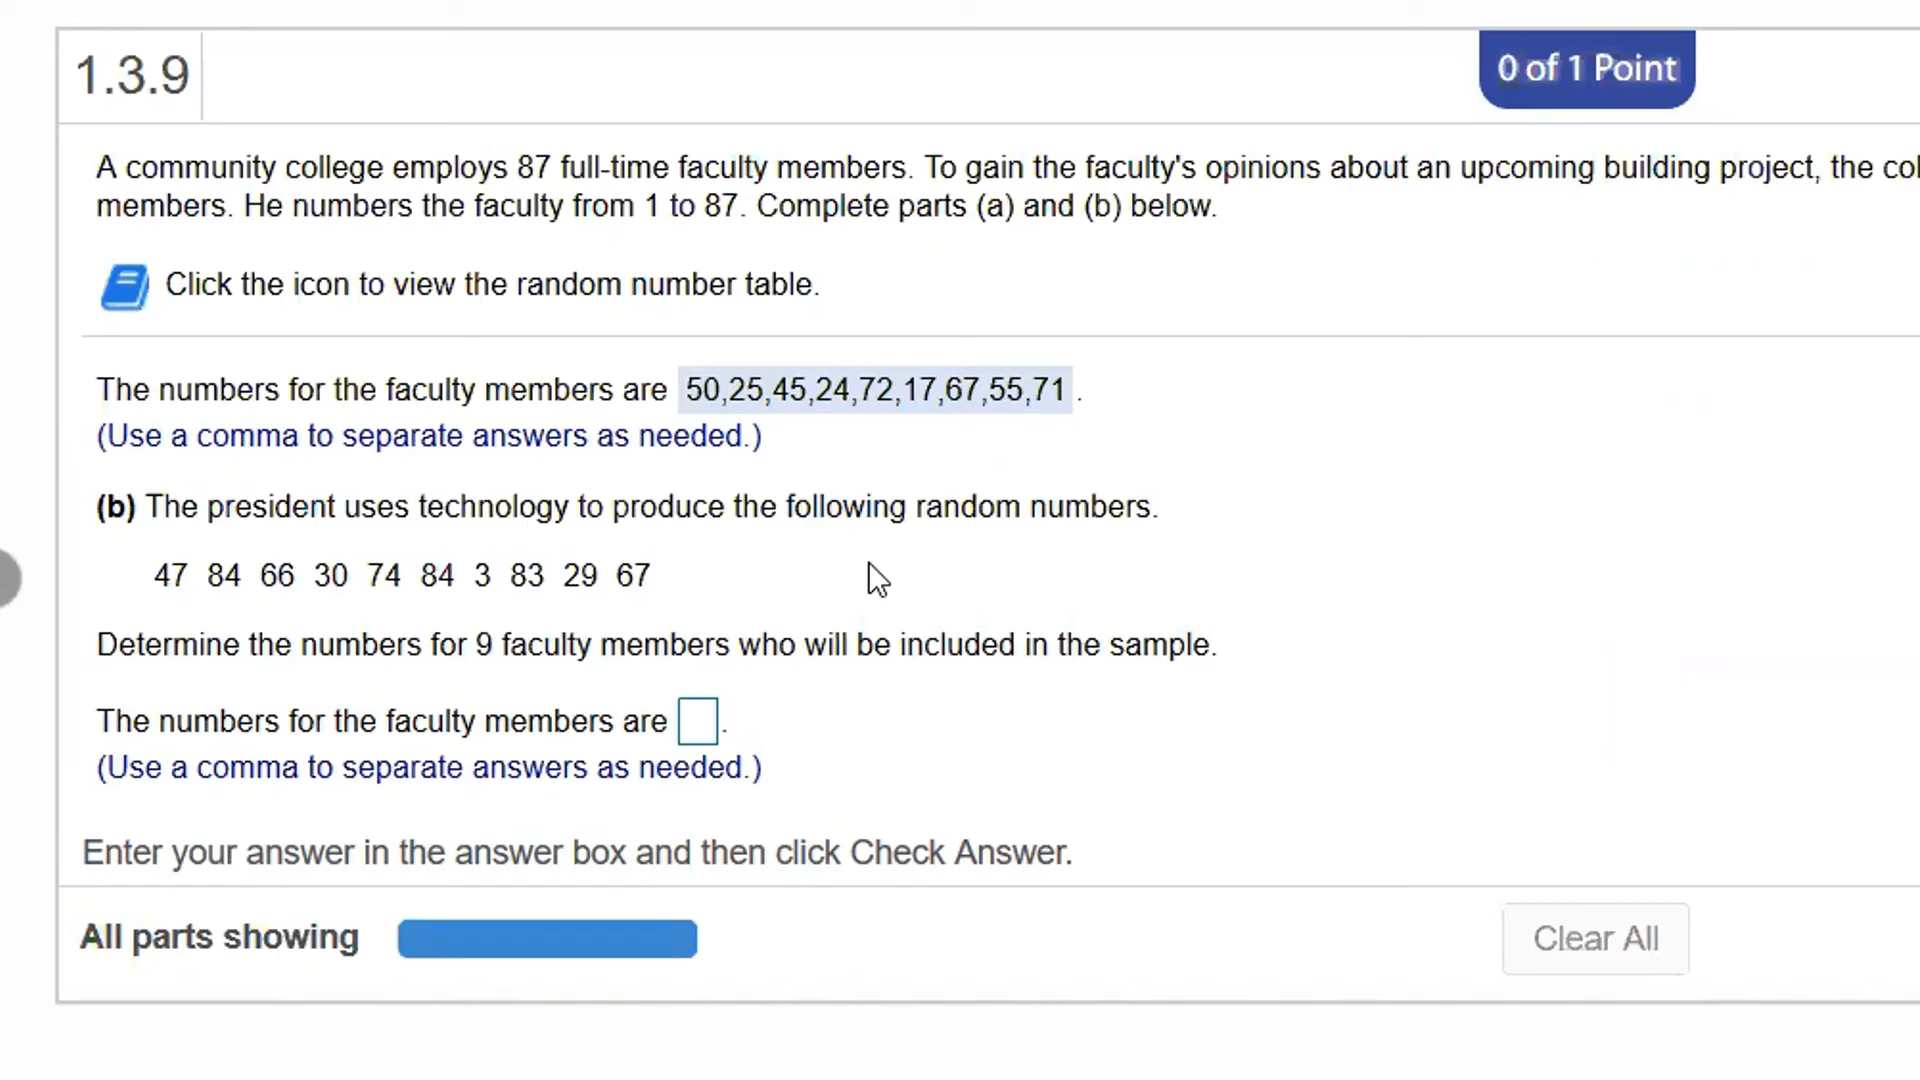 1.3.9
0 of 1 Point
A community college employs 87 full-time faculty members. To gain the faculty's opinions about an upcoming building project, the
members. He numbers the faculty from 1 to 87. Complete parts (a) and (b) below.
Click the icon to view the random number table.
The numbers for the faculty members are 50,25,45,24,72,17,67,55,71 .
(Use a comma to separate answers as needed.)
(b) The president uses technology to produce the following random numbers.
47 84 66 30 74 84 3 83 29 67
Determine the numbers for 9 faculty members who will be included in the sample.
The numbers for the faculty members are .
(Use a comma to separate answers as needed.)
Enter your answer in the answer box and then click Check Answer.
All parts showing
Clear All